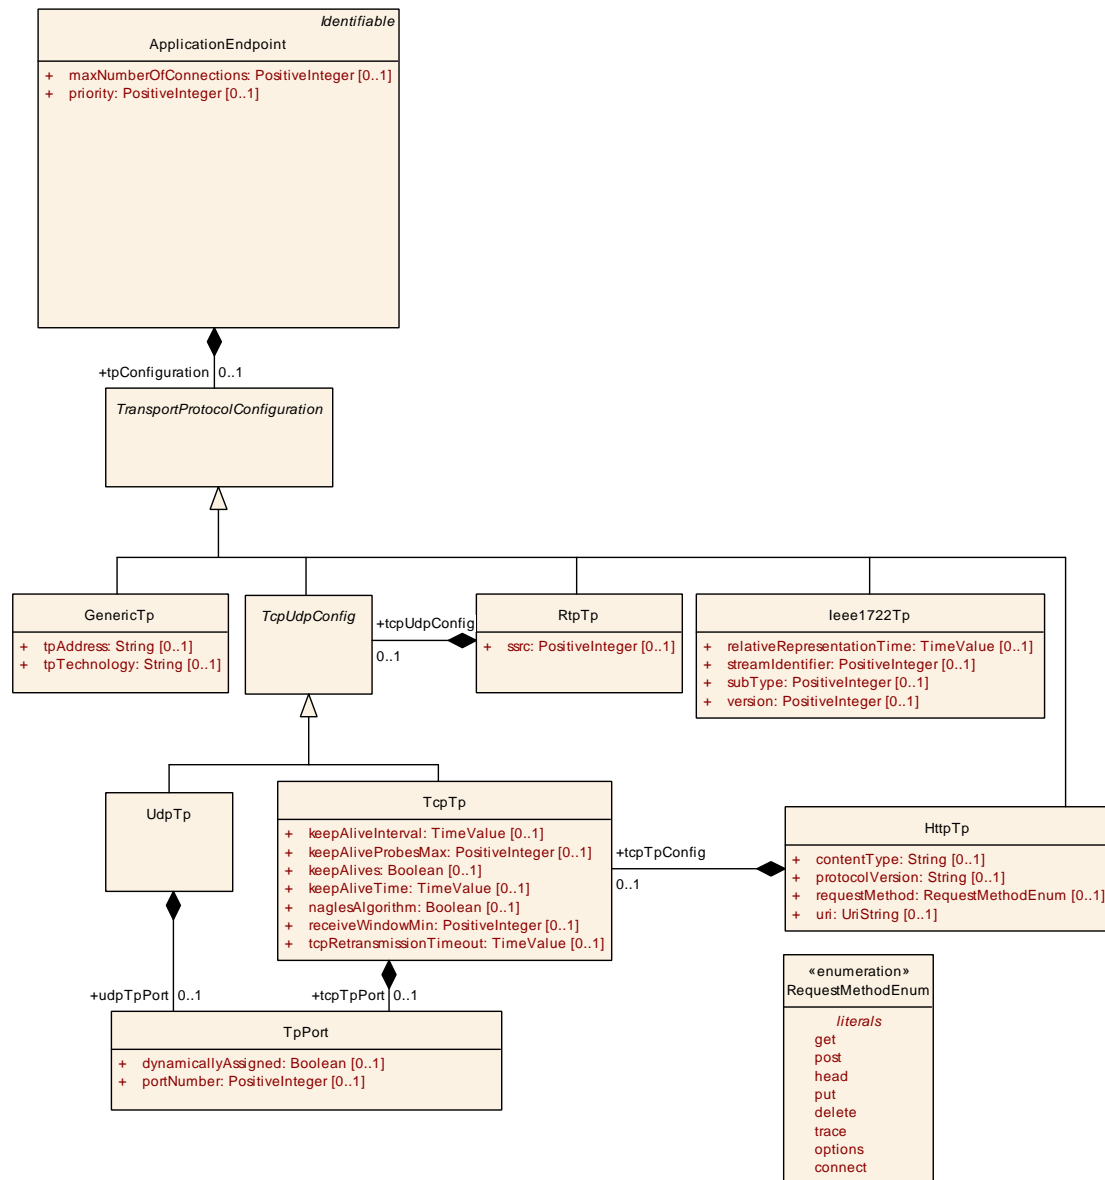 Identifiable
ApplicationEndpoint
+ maxNumberOfConnections: PositiveInteger [0..1]
+ priority: PositiveInteger [0..1]
+tpConfiguration 0..1
TransportProtocolConfiguration
GenericTp
+ tpAddress: String [0..1]
+ tpTechnology: String [0..1]
TcpUdpConfig
+tcpUdpConfig
0..1
RtpTp
+ ssrc: PositiveInteger [0..1]
Ieee1722Tp
+ relativeRepresentationTime: TimeValue [0..1]
+ streamIdentifier: PositiveInteger [0..1]
+ subType: PositiveInteger [0..1]
+ version: PositiveInteger [0..1]
UdpTp
TcpTp
+ keepAliveInterval: TimeValue [0..1]
+ keepAliveProbesMax: PositiveInteger [0..1]
+ keepAlives: Boolean [0..1]
+ keepAliveTime: TimeValue [0..1]
+ naglesAlgorithm: Boolean [0..1]
+ receiveWindowMin: PositiveInteger [0..1]
+ tcpRetransmissionTimeout: TimeValue [0..1]
+tcpTpConfig
0..1
HttpTp
+ contentType: String [0..1]
+ protocolVersion: String [0..1]
+ requestMethod: RequestMethodEnum [0..1]
+ uri: UriString [0..1]
+udpTpPort 0..1
+tcpTpPort 0..1
TpPort
+ dynamicallyAssigned: Boolean [0..1]
+ portNumber: PositiveInteger [0..1]
«enumeration»
RequestMethodEnum
literals
get
post
head
put
delete
trace
options
connect